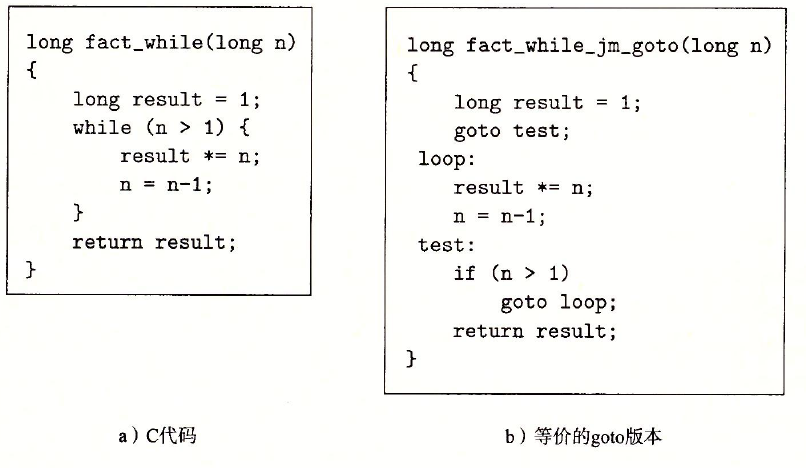 long fact_while(long n)
{
    long result = 1;
    while (n > 1) {
        result *= n;
        n = n-1;
    }
    return result;
}
a）C代码
long fact_while_jm_goto(long n)
{
    long result = 1;
    goto test;
 loop:
    result *= n;
    n = n-1;
 test:
    if (n > 1)
        goto loop;
    return result;
}
b）等价的goto版本